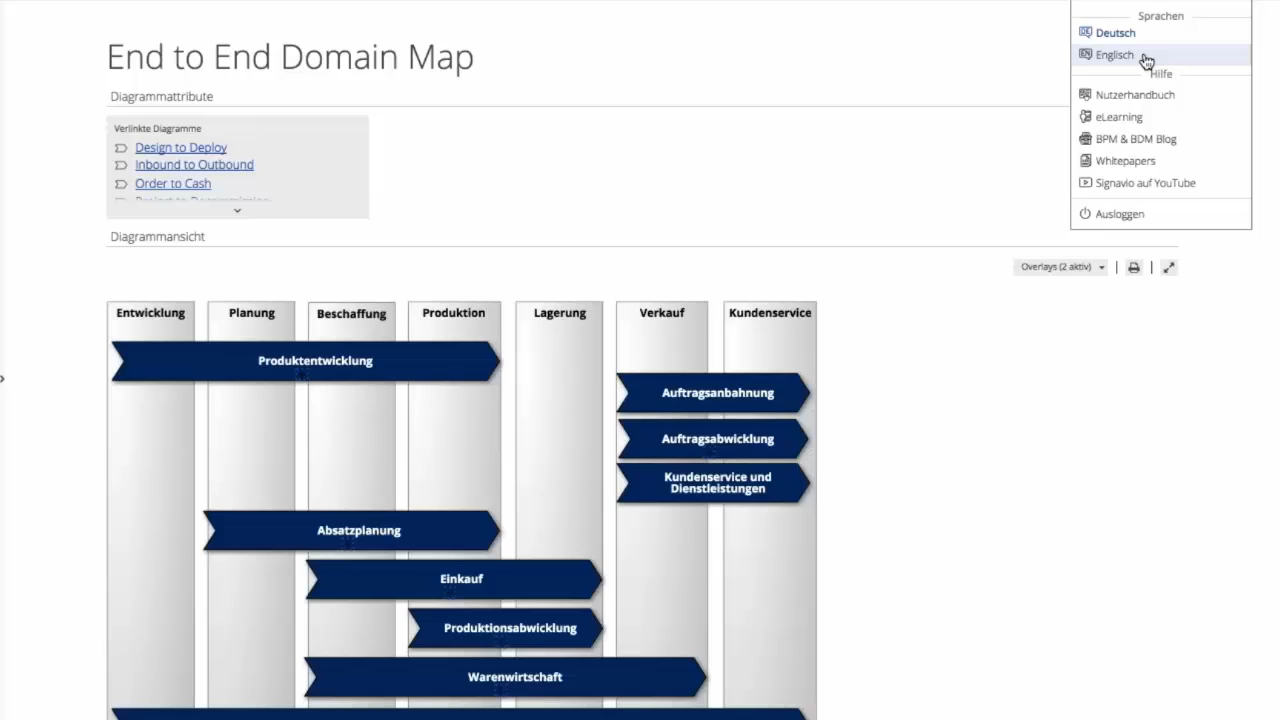 Sprachen
Deutsch
Englisch
Hilfe
Nutzerhandbuch
eLearning
BPM & BDM Blog
Whitepapers
Signavio auf YouTube
Ausloggen
End to End Domain Map
Diagrammattribute
Verlinkte Diagramme
Design to Deploy
Inbound to Outbound
Order to Cash
Diagrammansicht
Overlays (2 aktiv)
Entwicklung
Planung
Beschaffung
Produktion
Lagerung
Verkauf
Kundenservice
Produktentwicklung
Auftragsanbahnung
Auftragsabwicklung
Kundenservice und
Dienstleistungen
Absatzplanung
Einkauf
Produktionsabwicklung
Warenwirtschaft